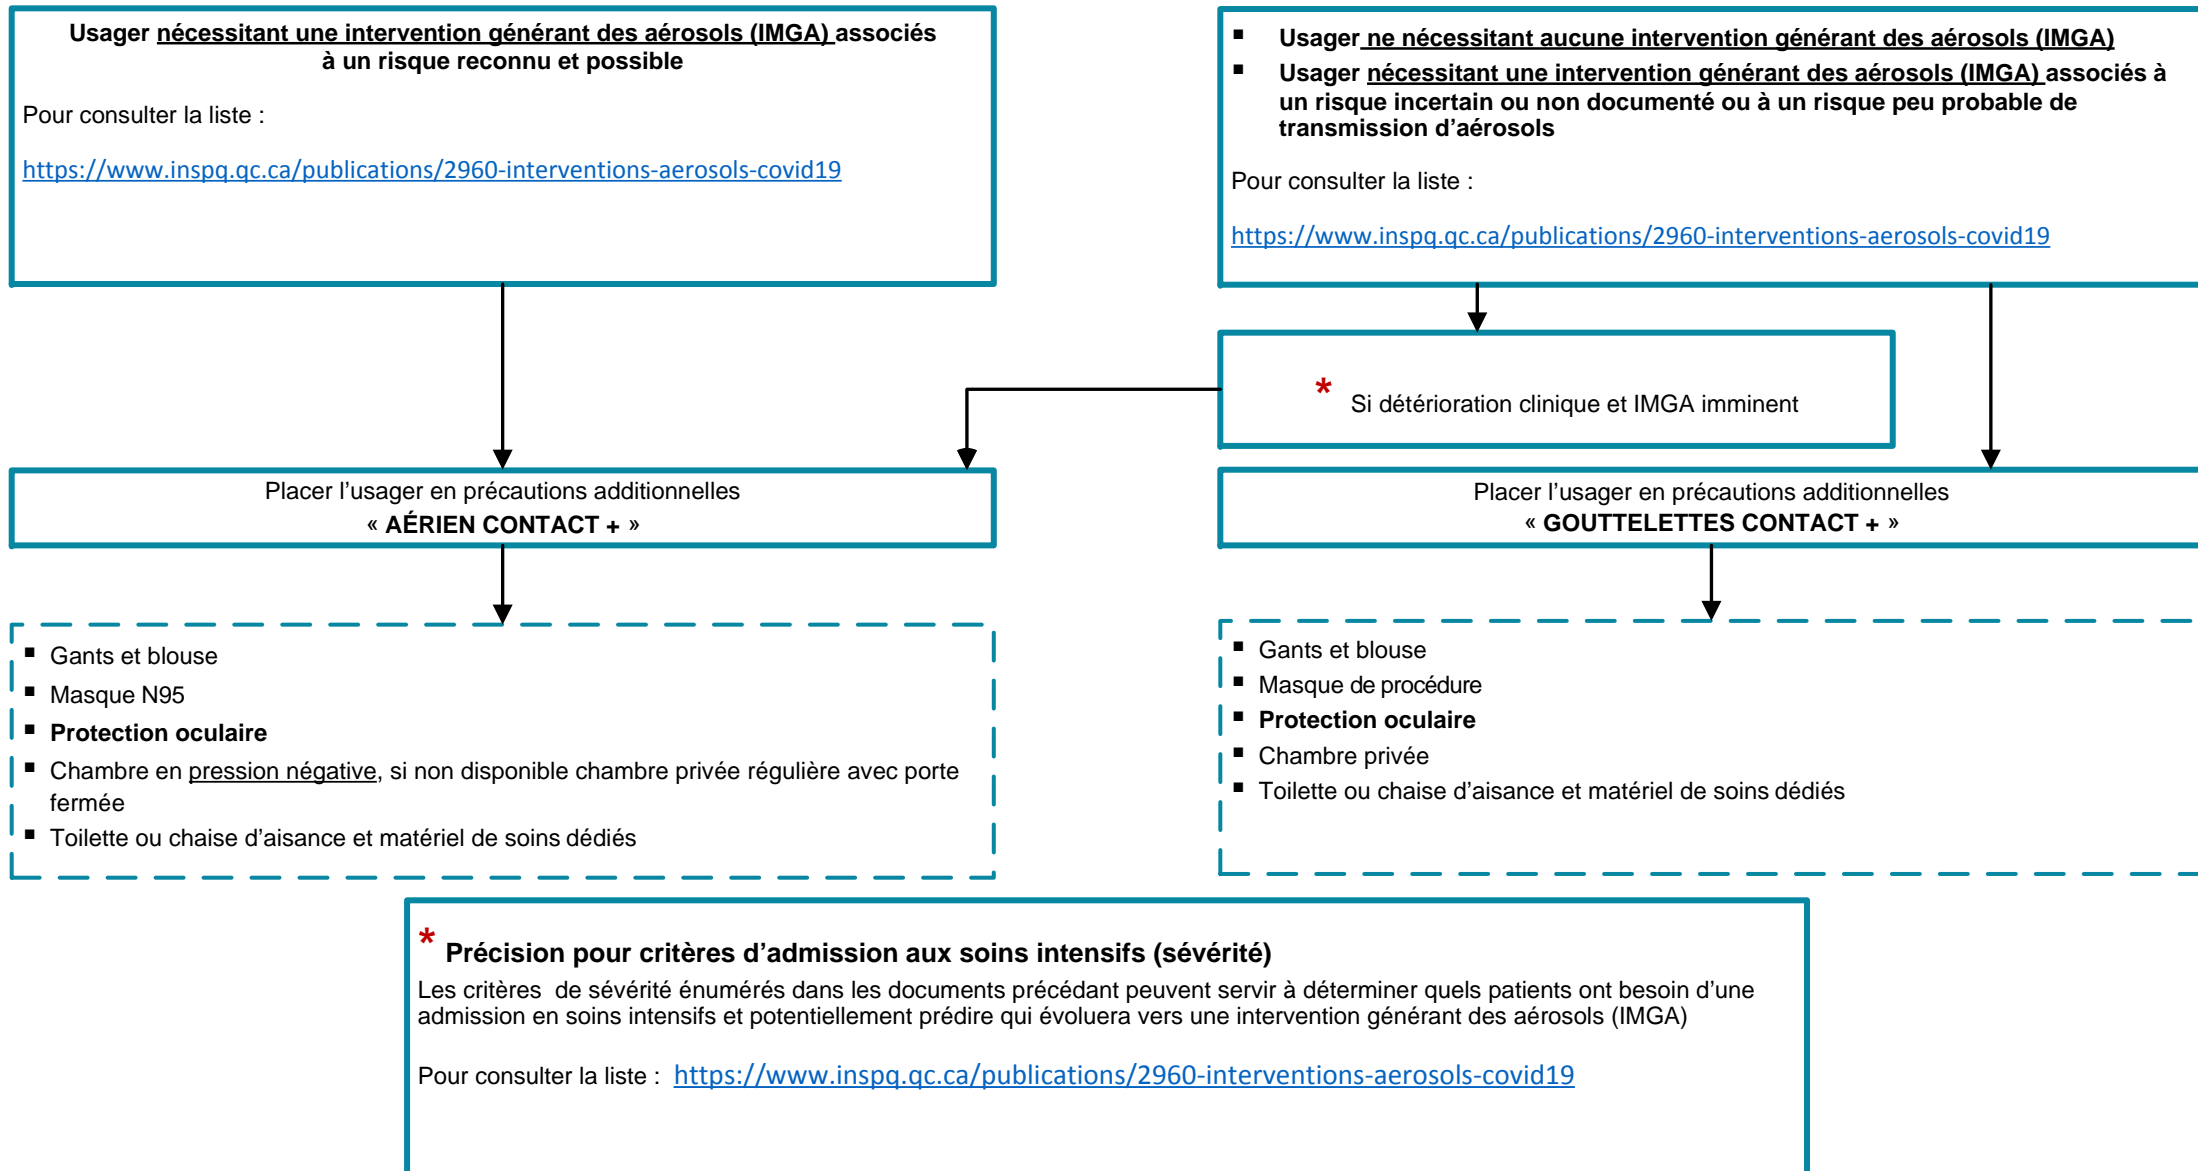 Usager nécessitant une intervention générant des aérosols (IMGA) associés
à un risque reconnu et possible
Pour consulter la liste :
https://www.inspq.qc.ca/publications/2960-interventions-aerosols-covid19
▪ Usager ne nécessitant aucune intervention générant des aérosols (IMGA)
▪ Usager nécessitant une intervention générant des aérosols (IMGA) associés à
un risque incertain ou non documenté ou à un risque peu probable de
transmission d’aérosols
Pour consulter la liste :
https://www.inspq.qc.ca/publications/2960-interventions-aerosols-covid19
* Si détérioration clinique et IMGA imminent
Placer l’usager en précautions additionnelles
« AÉRIEN CONTACT + »
Placer l’usager en précautions additionnelles
« GOUTTELETTES CONTACT + »
▪ Gants et blouse
▪ Masque N95
▪ Protection oculaire
▪ Chambre en pression négative, si non disponible chambre privée régulière avec porte
fermée
▪ Toilette ou chaise d’aisance et matériel de soins dédiés
▪ Gants et blouse
▪ Masque de procédure
▪ Protection oculaire
▪ Chambre privée
▪ Toilette ou chaise d’aisance et matériel de soins dédiés
* Précision pour critères d’admission aux soins intensifs (sévérité)
Les critères de sévérité énumérés dans les documents précédant peuvent servir à déterminer quels patients ont besoin d’une
admission en soins intensifs et potentiellement prédire qui évoluera vers une intervention générant des aérosols (IMGA)
Pour consulter la liste : https://www.inspq.qc.ca/publications/2960-interventions-aerosols-covid19